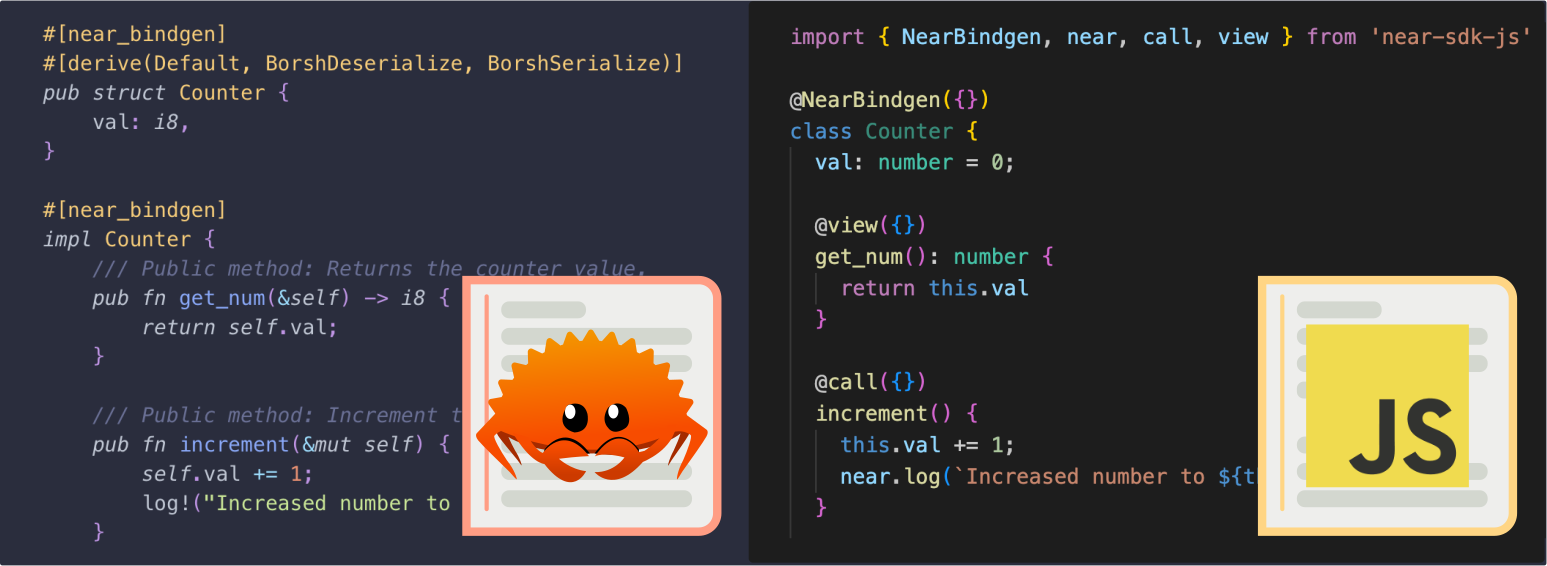 #[near_bindgen]
#[derive(Default, BorshDeserialize, BorshSerialize)]
pub struct Counter {
    val: i8,
}

#[near_bindgen]
impl Counter {
    /// Public method: Returns the counter value.
    pub fn get_num(&self) -> i8 {
        return self.val;
    }

    /// Public method: Increment
    pub fn increment(&mut self) {
        self.val += 1;
        log!("Increased number to
    }

import { NearBindgen, near, call, view } from 'near-sdk-js'

@NearBindgen({})
class Counter {
  val: number = 0;

  @view({})
  get_num(): number {
    return this.val
  }

  @call({})
  increment() {
    this.val += 1;
    near.log(`Increased number to ${t
  }
JS